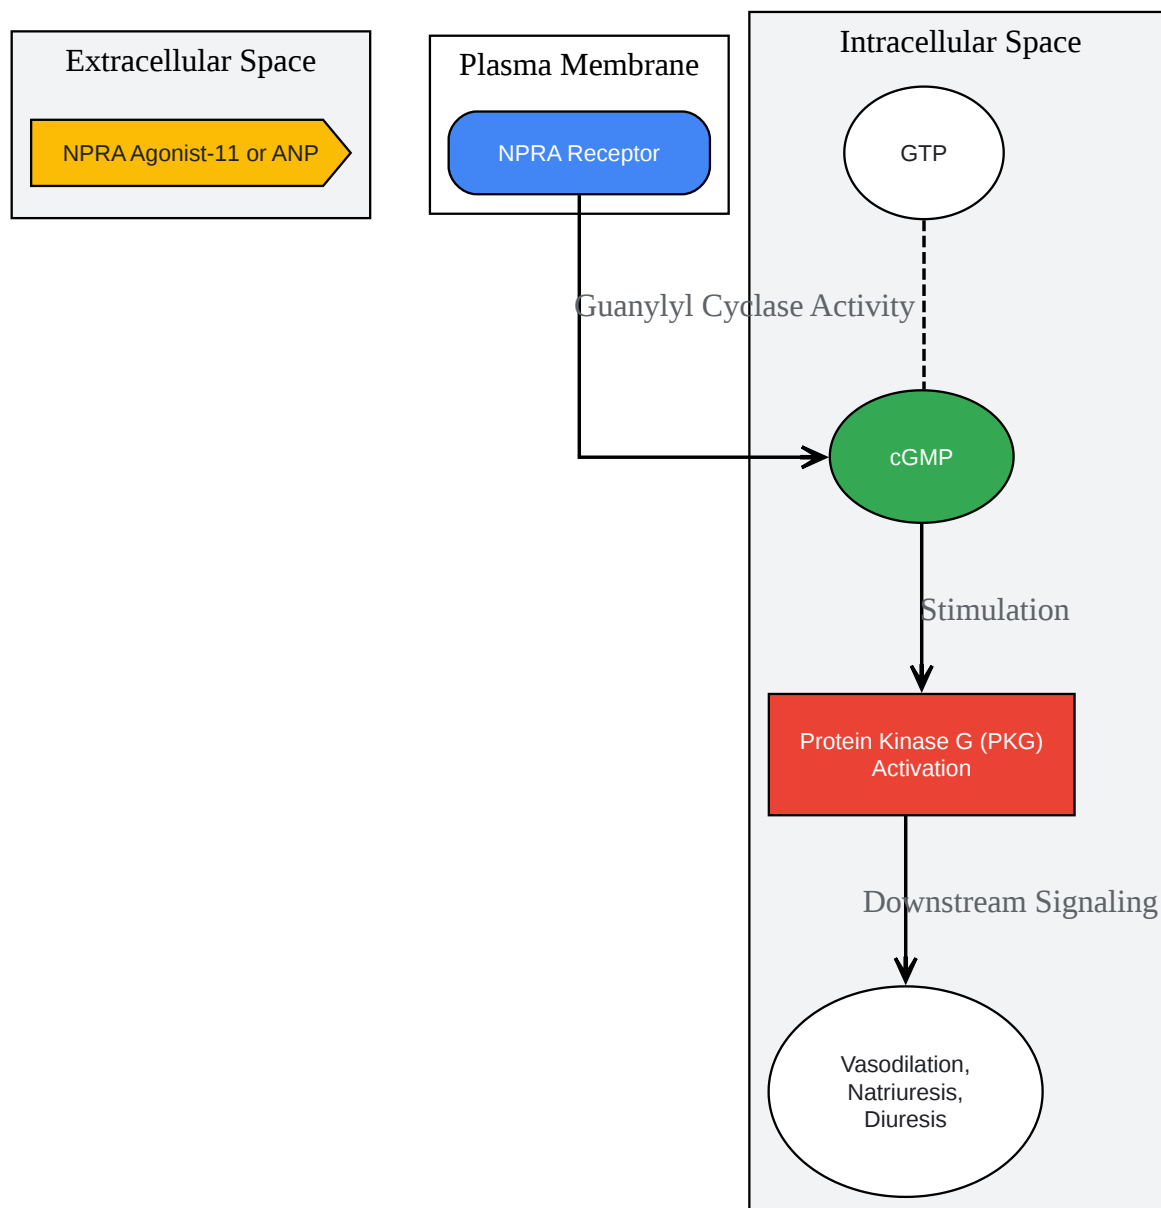 Extracellular Space
NPRA Agonist-11 or ANP
Plasma Membrane
NPRA Receptor
Intracellular Space
GTP
Guanylyl Cyclase Activity
cGMP
Stimulation
Protein Kinase G (PKG)
Activation
Downstream Signaling
Vasodilation,
Natriuresis,
Diuresis